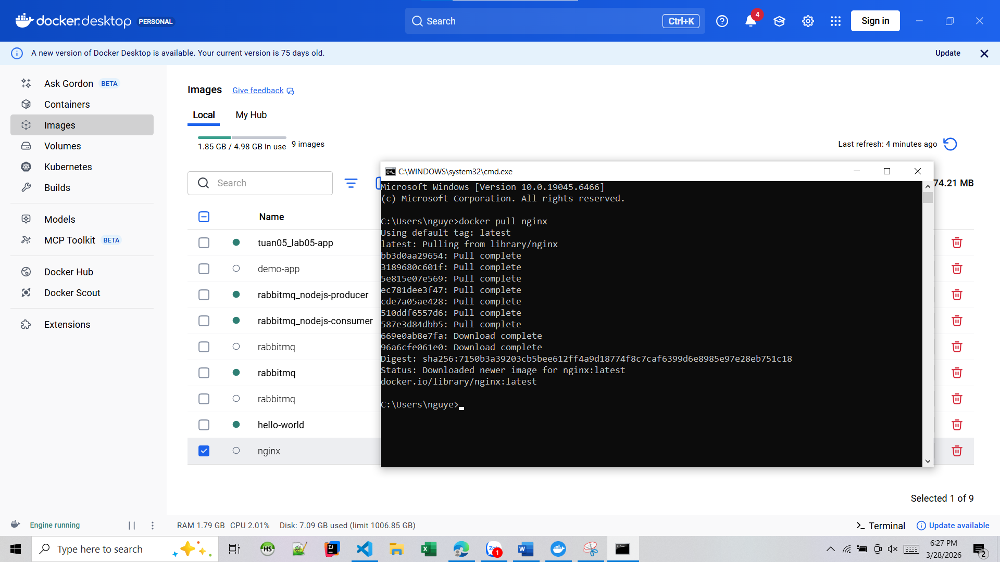 docker.desktop PERSONAL
Search
Ctrl+K
4
Sign in
A new version of Docker Desktop is available. Your current version is 75 days old.
Update
Ask Gordon BETA
Containers
Images
Volumes
Kubernetes
Builds
Models
MCP Toolkit BETA
Docker Hub
Docker Scout
Extensions
Images
Give feedback
Local
My Hub
1.85 GB / 4.98 GB in use
9 images
Last refresh: 4 minutes ago
Search
74.21 MB
Name
tuan05_lab05-app
demo-app
rabbitmq_nodejs-producer
rabbitmq_nodejs-consumer
rabbitmq
rabbitmq
rabbitmq
hello-world
nginx
C:\WINDOWS\system32\cmd.exe
Microsoft Windows [Version 10.0.19045.6466]
(c) Microsoft Corporation. All rights reserved.
C:\Users\nguye>docker pull nginx
Using default tag: latest
latest: Pulling from library/nginx
bb3d0aa29654: Pull complete
3189680c601f: Pull complete
5e815e07e569: Pull complete
ec781dee3f47: Pull complete
cde7a05ae428: Pull complete
510ddf6557d6: Pull complete
587e3d84dbb5: Pull complete
669e0ab8e7fa: Download complete
96a6cfe061e0: Download complete
Digest: sha256:7150b3a39203cb5bee612ff4a9d18774f8c7caf6399d6e8985e97e28eb751c18
Status: Downloaded newer image for nginx:latest
docker.io/library/nginx:latest
C:\Users\nguye>
Selected 1 of 9
Engine running
RAM 1.79 GB CPU 2.01% Disk: 7.09 GB used (limit 1006.85 GB)
Terminal
Update available
Type here to search
HS
IJ
1
6:27 PM
3/28/2026
2